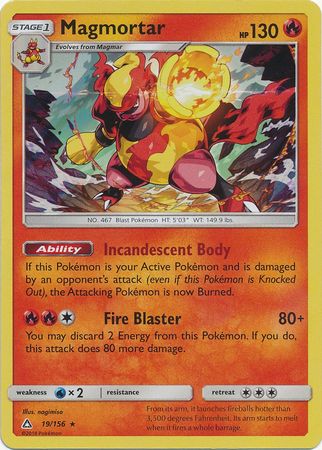 STAGE 1 Magmortar HP 130
Evolves from Magmar
NO. 467 Blast Pokémon HT: 5'03" WT: 149.9 lbs.
Ability Incandescent Body
If this Pokémon is your Active Pokémon and is damaged
by an opponent's attack (even if this Pokémon is Knocked
Out), the Attacking Pokémon is now Burned.
Fire Blaster 80+
You may discard 2 Energy from this Pokémon. If you do,
this attack does 80 more damage.
weakness ×2 resistance retreat
Illus. nagimiso
19/156 ★
©2018 Pokémon
From its arm, it launches fireballs hotter than
3,500 degrees Fahrenheit. Its arm starts to melt
when it fires a whole barrage.